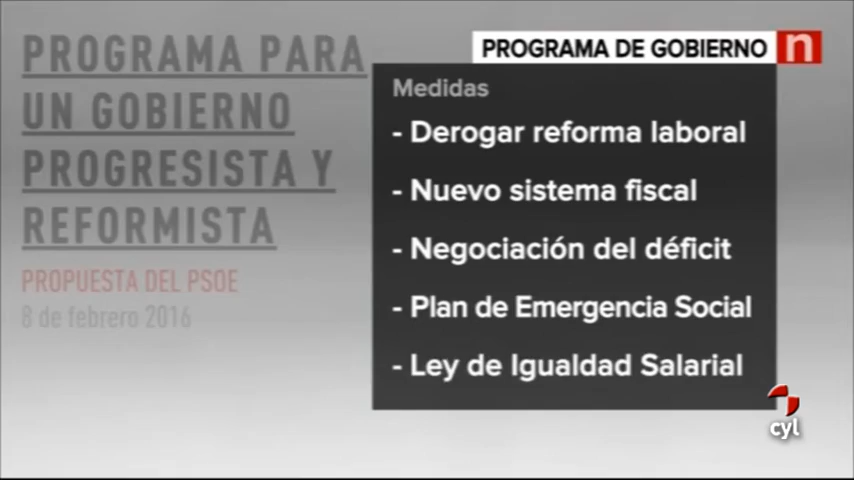 PROGRAMA PARA
UN GOBIERNO
PROGRESISTA Y
REFORMISTA
PROPUESTA DEL PSOE
8 de febrero 2016
PROGRAMA DE GOBIERNO n
Medidas
- Derogar reforma laboral
- Nuevo sistema fiscal
- Negociación del déficit
- Plan de Emergencia Social
- Ley de Igualdad Salarial
cyl